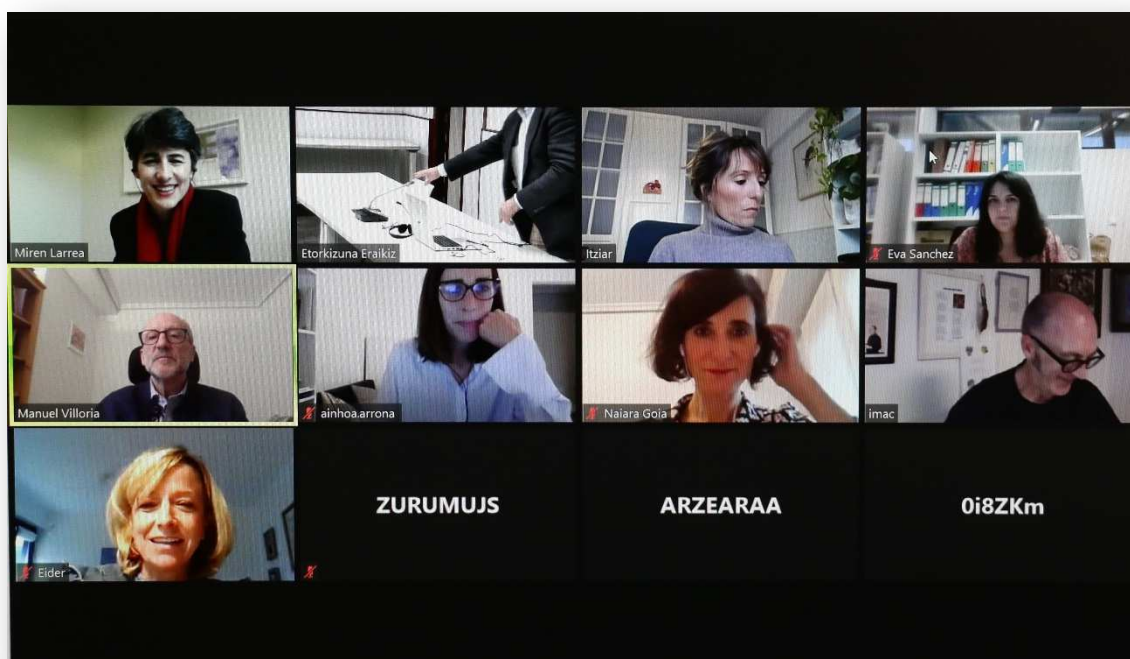 Miren Larrea
Etorkizuna Eraikiz
Itziar
Eva Sanchez
Manuel Villoria
ainhoa.arrona
Naiara Goia
imac
Eider
ZURUMUJS
ARZEARAA
0i8ZKm